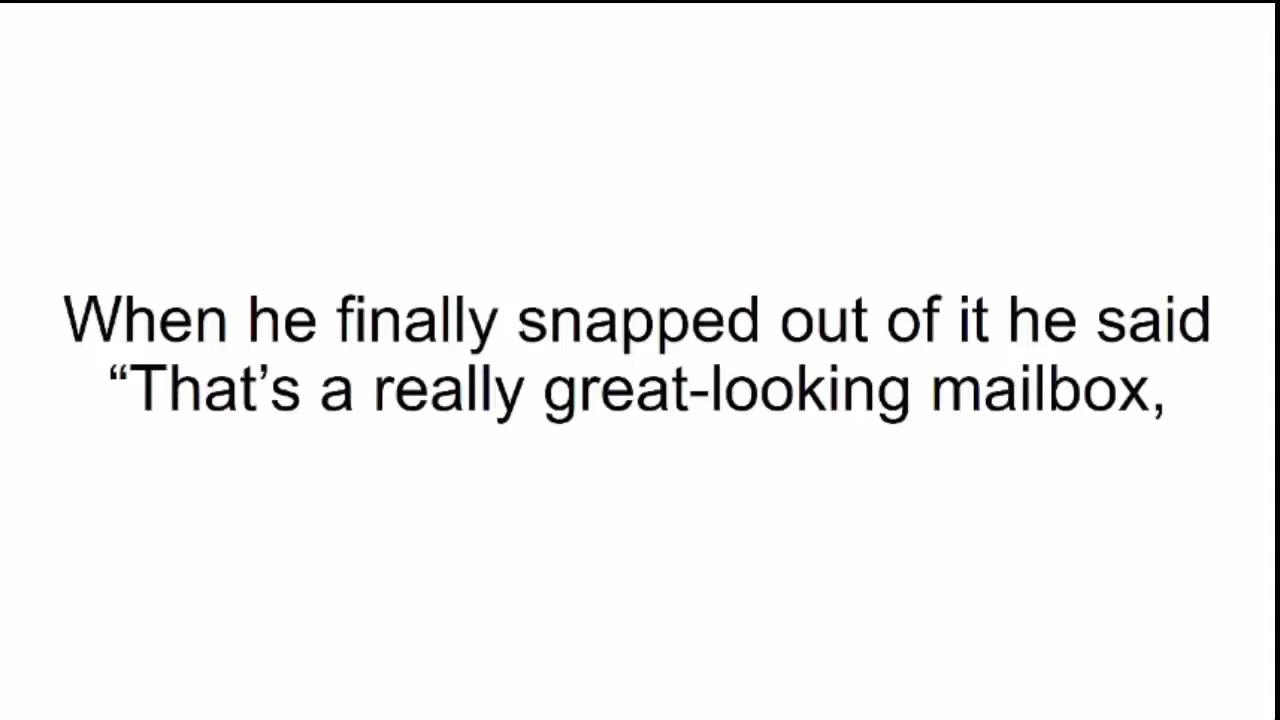 When he finally snapped out of it he said
“That’s a really great-looking mailbox,